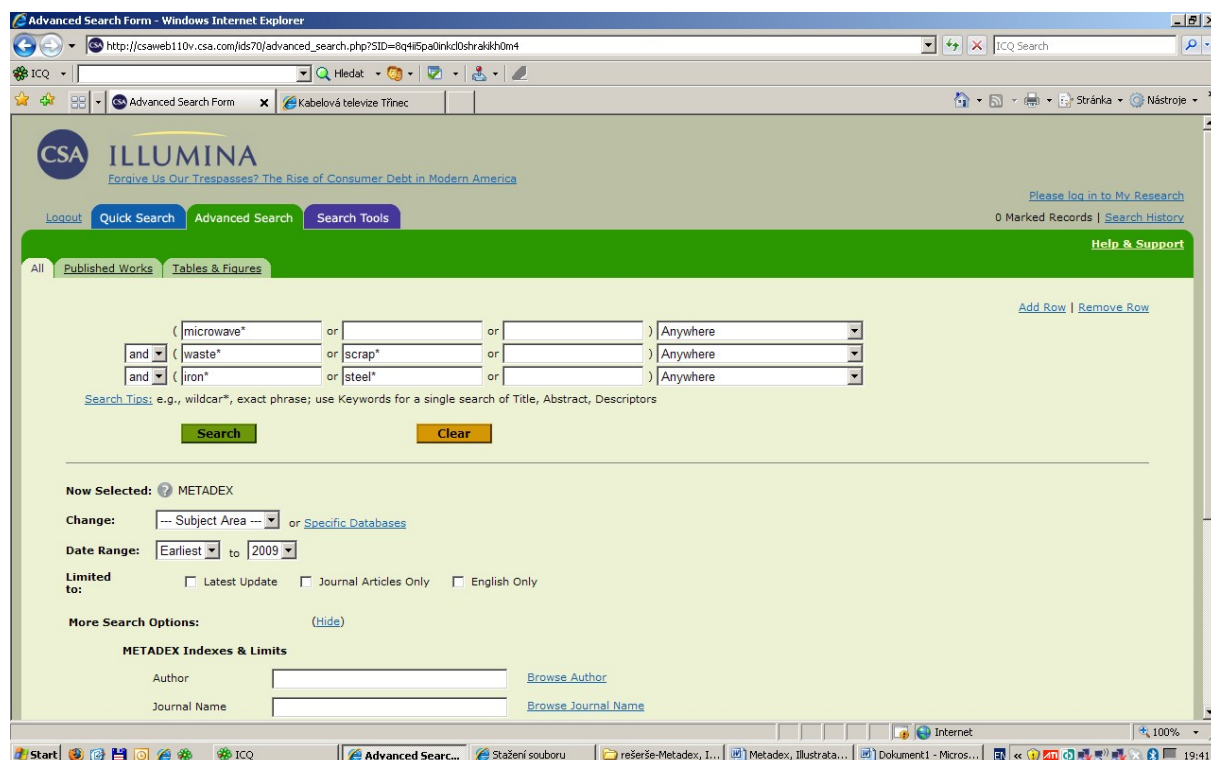 Advanced Search Form - Windows Internet Explorer
http://csaweb110v.csa.com/ids70/advanced_search.php?SID=8q4ii5pa0inkcl0shrakikh0m4
ICQ Search
ICQ
Hledat
Advanced Search Form
Kabelová televize Třinec
Stránka
Nástroje
CSA
ILLUMINA
Forgive Us Our Trespasses? The Rise of Consumer Debt in Modern America
Please log in to My Research
Logout Quick Search Advanced Search Search Tools
0 Marked Records | Search History
Help & Support
All Published Works Tables & Figures
Add Row | Remove Row
( microwave* or or ) Anywhere
and ( waste* or scrap* or ) Anywhere
and ( iron* or steel* or ) Anywhere
Search Tips: e.g., wildcar*, exact phrase; use Keywords for a single search of Title, Abstract, Descriptors
Search Clear
Now Selected: ? METADEX
Change: --- Subject Area --- or Specific Databases
Date Range: Earliest to 2009
Limited to: Latest Update Journal Articles Only English Only
More Search Options: (Hide)
METADEX Indexes & Limits
Author Browse Author
Journal Name Browse Journal Name
Internet 100%
Start ICQ Advanced Searc... Stažení souboru rešerše-Metadex, I... Metadex, Illustrata... Dokument1 - Micros... 19:41